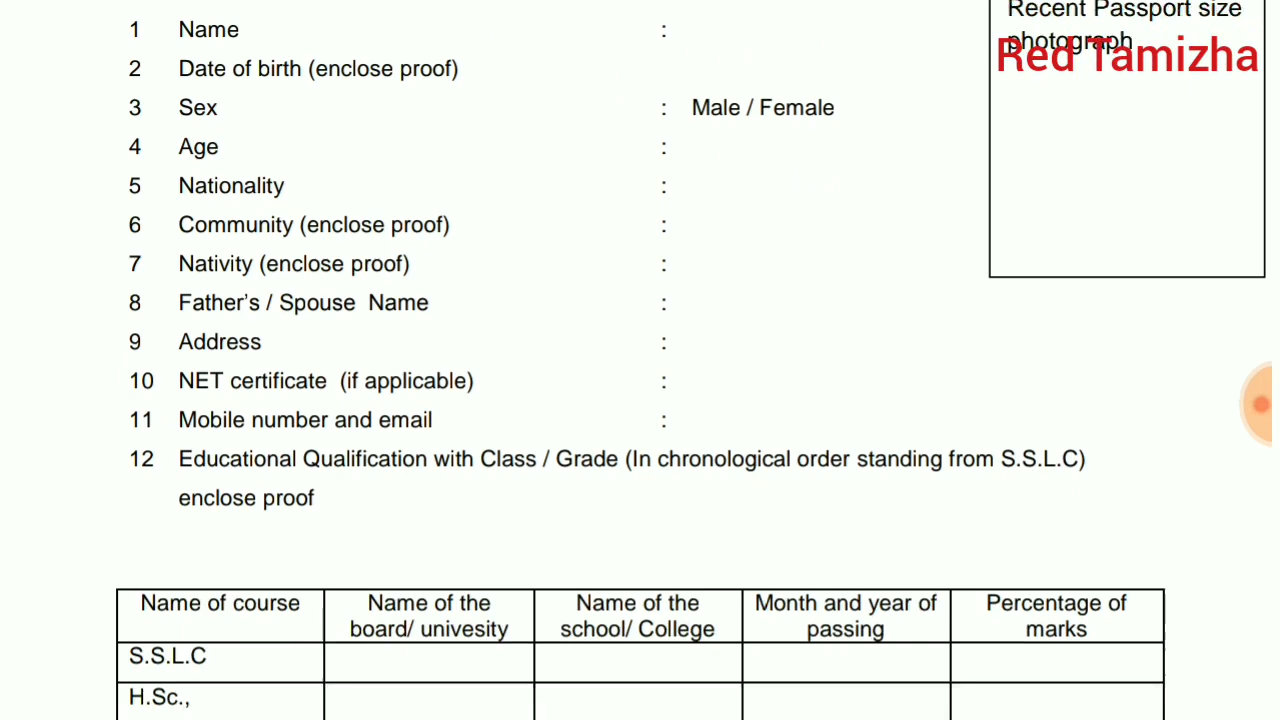 Recent Passport size
photograph
Red Tamizha
1 Name :
2 Date of birth (enclose proof)
3 Sex : Male / Female
4 Age :
5 Nationality :
6 Community (enclose proof) :
7 Nativity (enclose proof) :
8 Father’s / Spouse  Name :
9 Address :
10 NET certificate  (if applicable) :
11 Mobile number and email :
12 Educational Qualification with Class / Grade (In chronological order standing from S.S.L.C)
enclose proof
Name of course Name of the board/ univesity Name of the school/ College Month and year of passing Percentage of marks
S.S.L.C
H.Sc.,